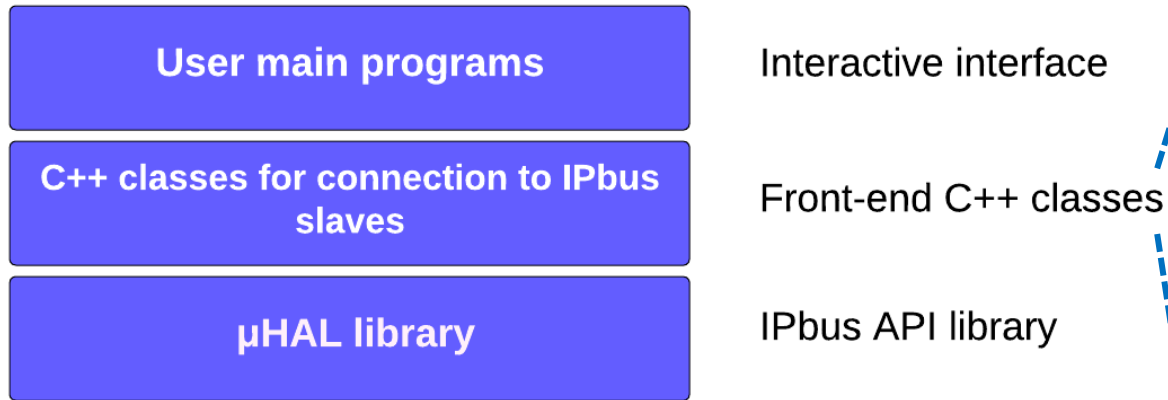 User main programs
Interactive interface
C++ classes for connection to IPbus
slaves
Front-end C++ classes
µHAL library
IPbus API library